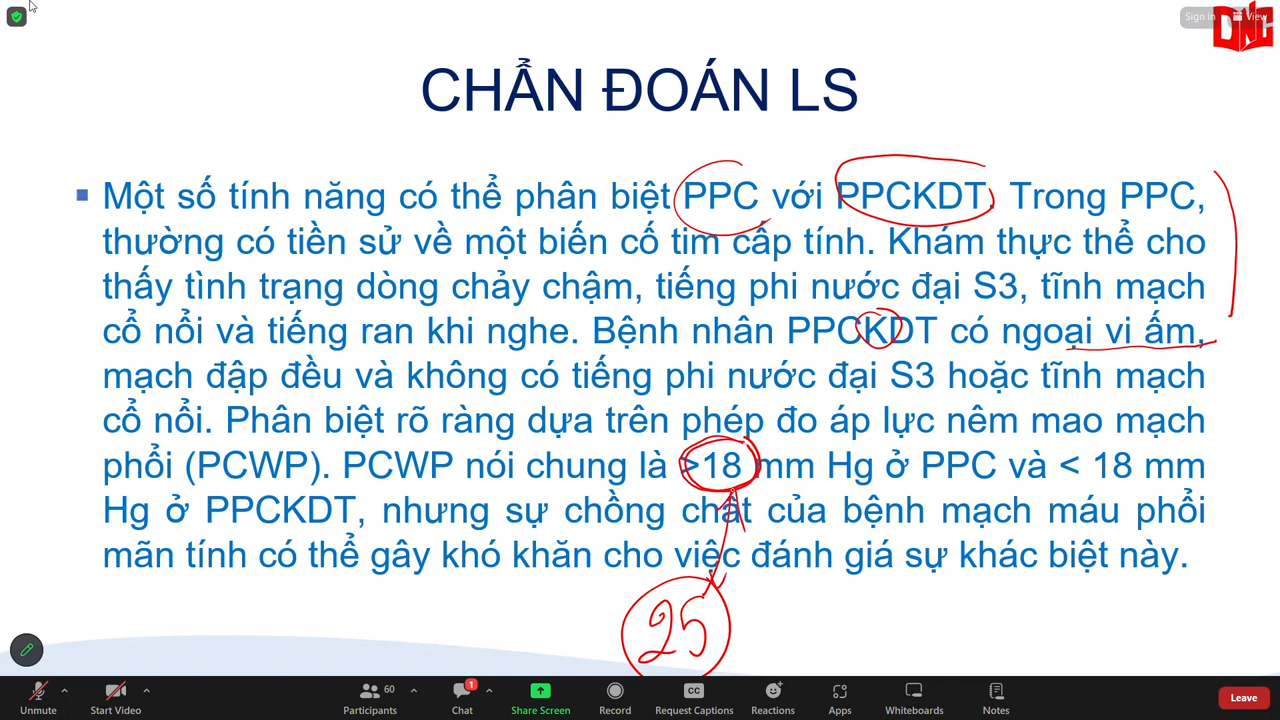 Sign in
View
DNG
CHẨN ĐOÁN LS
Một số tính năng có thể phân biệt PPC với PPCKDT. Trong PPC,
thường có tiền sử về một biến cố tim cấp tính. Khám thực thể cho
thấy tình trạng dòng chảy chậm, tiếng phi nước đại S3, tĩnh mạch
cổ nổi và tiếng ran khi nghe. Bệnh nhân PPCKDT có ngoại vi ấm,
mạch đập đều và không có tiếng phi nước đại S3 hoặc tĩnh mạch
cổ nổi. Phân biệt rõ ràng dựa trên phép đo áp lực nêm mao mạch
phổi (PCWP). PCWP nói chung là >18 mm Hg ở PPC và < 18 mm
Hg ở PPCKDT, nhưng sự chồng chất của bệnh mạch máu phổi
mãn tính có thể gây khó khăn cho việc đánh giá sự khác biệt này.
25
Unmute
Start Video
60
Participants
1
Chat
Share Screen
Record
CC
Request Captions
Reactions
Apps
Whiteboards
Notes
Leave